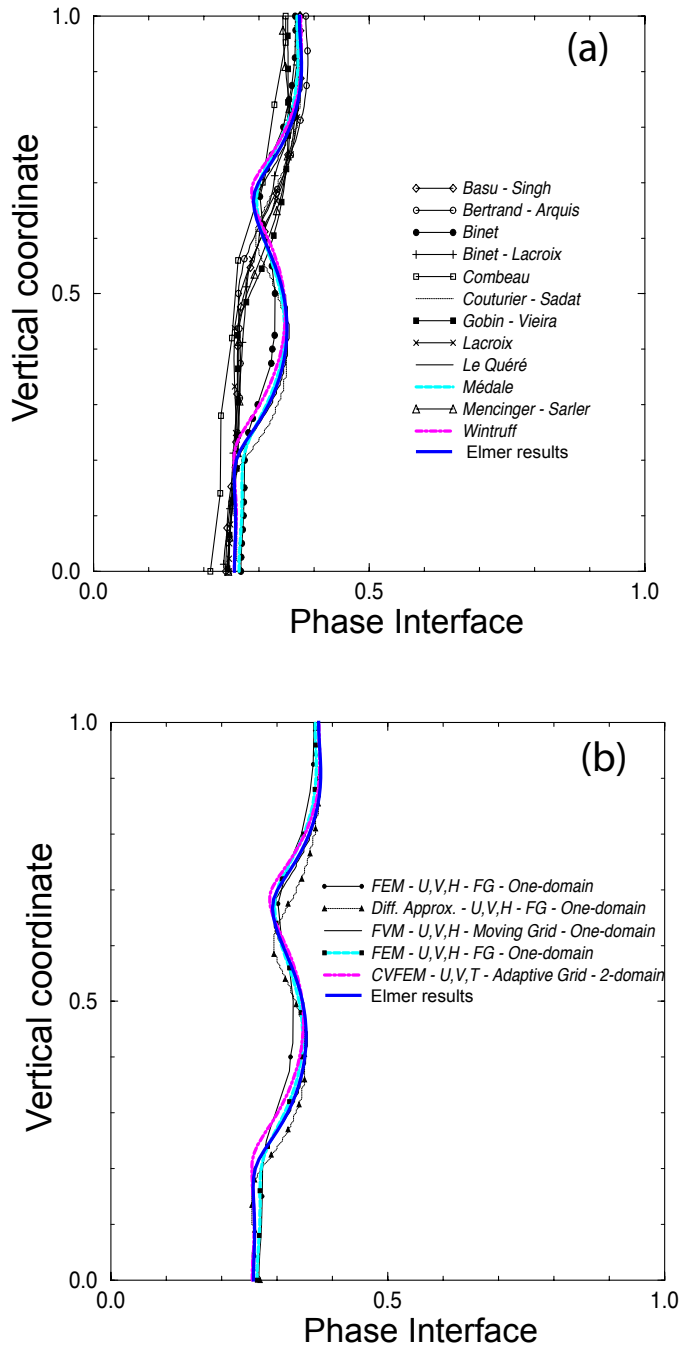 1.0
(a)
Basu - Singh
Bertrand - Arquis
Binet
Binet - Lacroix
Combeau
Couturier - Sadat
Gobin - Vieira
Lacroix
Le Quéré
Médale
Mencinger - Sarler
Wintruff
Elmer results
Vertical coordinate
0.5
0.0
0.0
0.5
1.0
Phase Interface
1.0
(b)
FEM - U,V,H - FG - One-domain
Diff. Approx. - U,V,H - FG - One-domain
FVM - U,V,H - Moving Grid - One-domain
FEM - U,V,H - FG - One-domain
CVFEM - U,V,T - Adaptive Grid - 2-domain
Elmer results
Vertical coordinate
0.5
0.0
0.0
0.5
1.0
Phase Interface